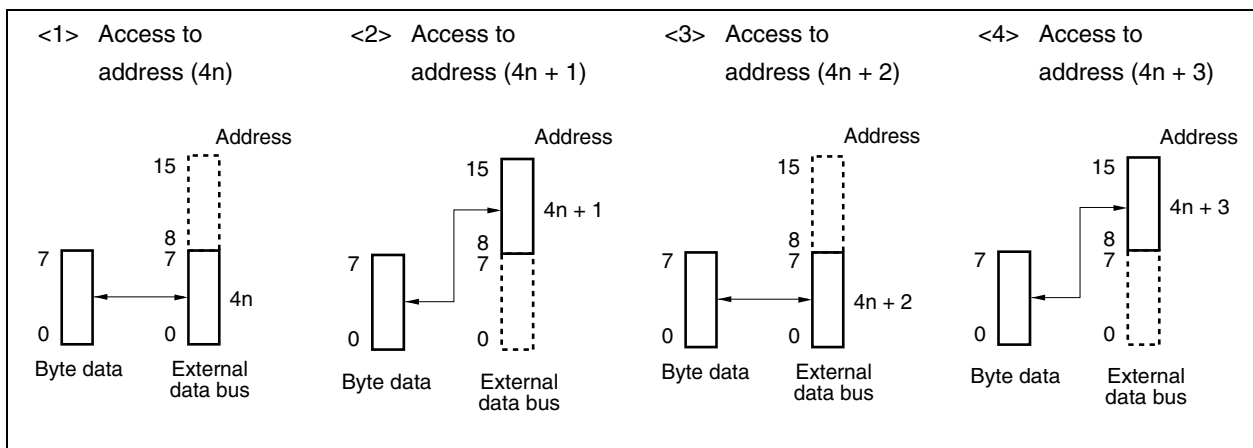 <1> Access to
address (4n)
Address
15
8
7
7
4n
0
0
Byte data
External
data bus
<2> Access to
address (4n + 1)
Address
15
4n + 1
8
7
7
0
0
Byte data
External
data bus
<3> Access to
address (4n + 2)
Address
15
8
7
7
4n + 2
0
0
Byte data
External
data bus
<4> Access to
address (4n + 3)
Address
15
4n + 3
8
7
7
0
0
Byte data
External
data bus